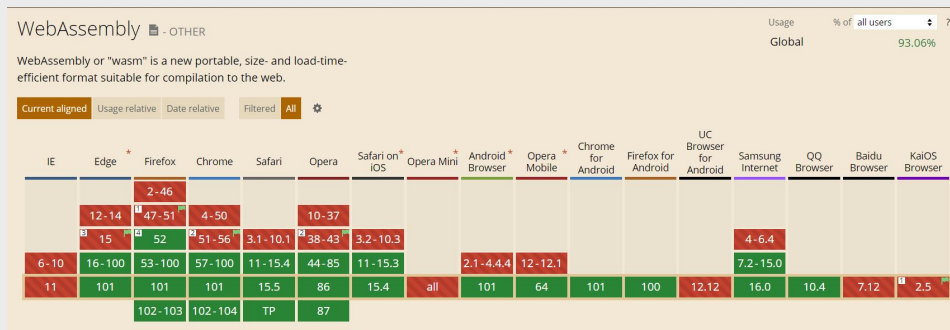 WebAssembly - OTHER
Usage % of all users ?
Global 93.06%
WebAssembly or "wasm" is a new portable, size- and load-time-
efficient format suitable for compilation to the web.
Current aligned Usage relative Date relative Filtered All
IE Edge * Firefox Chrome Safari Opera Safari on iOS * Opera Mini * Android Browser * Opera Mobile * Chrome for Android Firefox for Android UC Browser for Android Samsung Internet QQ Browser Baidu Browser KaiOS Browser
2-46
12-14 1 47-51 4-50 10-37
3 15 4 52 2 51-56 3.1-10.1 2 38-43 3.2-10.3 4-6.4
6-10 16-100 53-100 57-100 11-15.4 44-85 11-15.3 2.1-4.4.4 12-12.1 7.2-15.0
11 101 101 101 15.5 86 15.4 all 101 64 101 100 12.12 16.0 10.4 7.12 1 2.5
102-103 102-104 TP 87